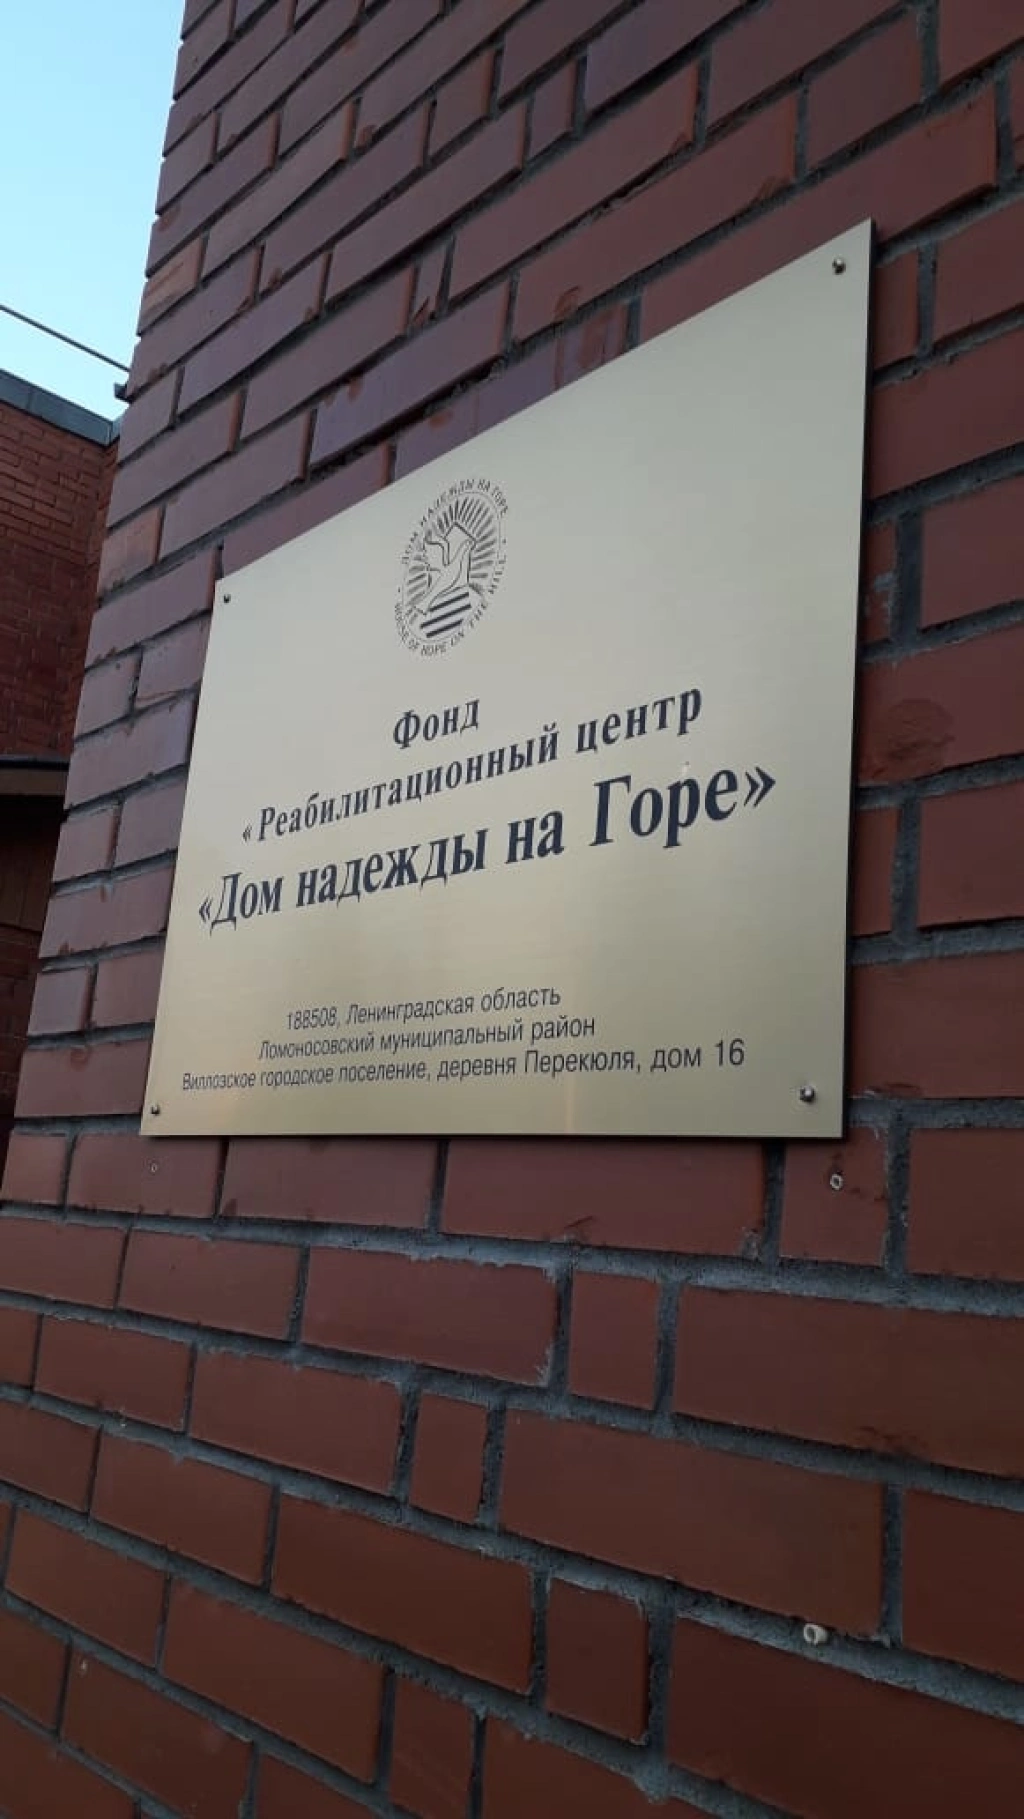 ДОМ НАДЕЖДЫ НА ГОРЕ
HOUSE OF HOPE ON THE HILL
Фонд
«Реабилитационный центр
«Дом надежды на Горе»
188508, Ленинградская область
Ломоносовский муниципальный район
Виллозское городское поселение, деревня Перекюля, дом 16